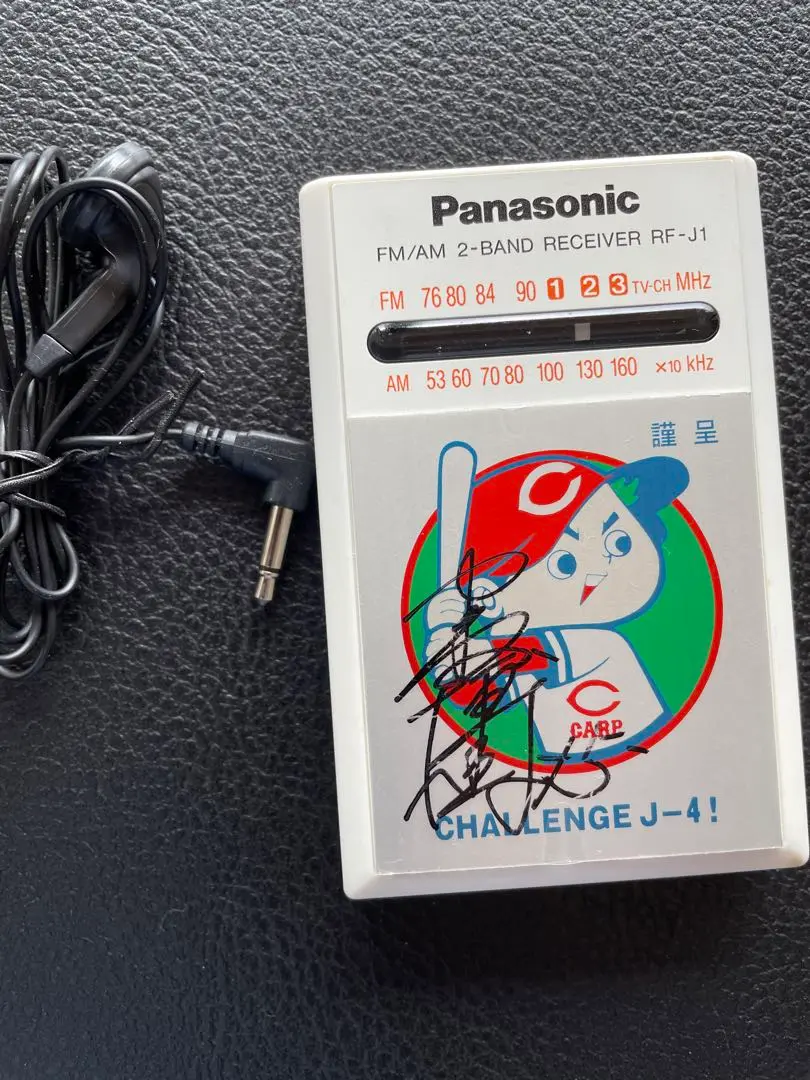 Panasonic
FM/AM 2-BAND RECEIVER RF-J1
FM 76 80 84 90 1 2 3 TV-CH MHz
AM 53 60 70 80 100 130 160 ×10 kHz
謹呈
C
C
CARP
CHALLENGE J-4!